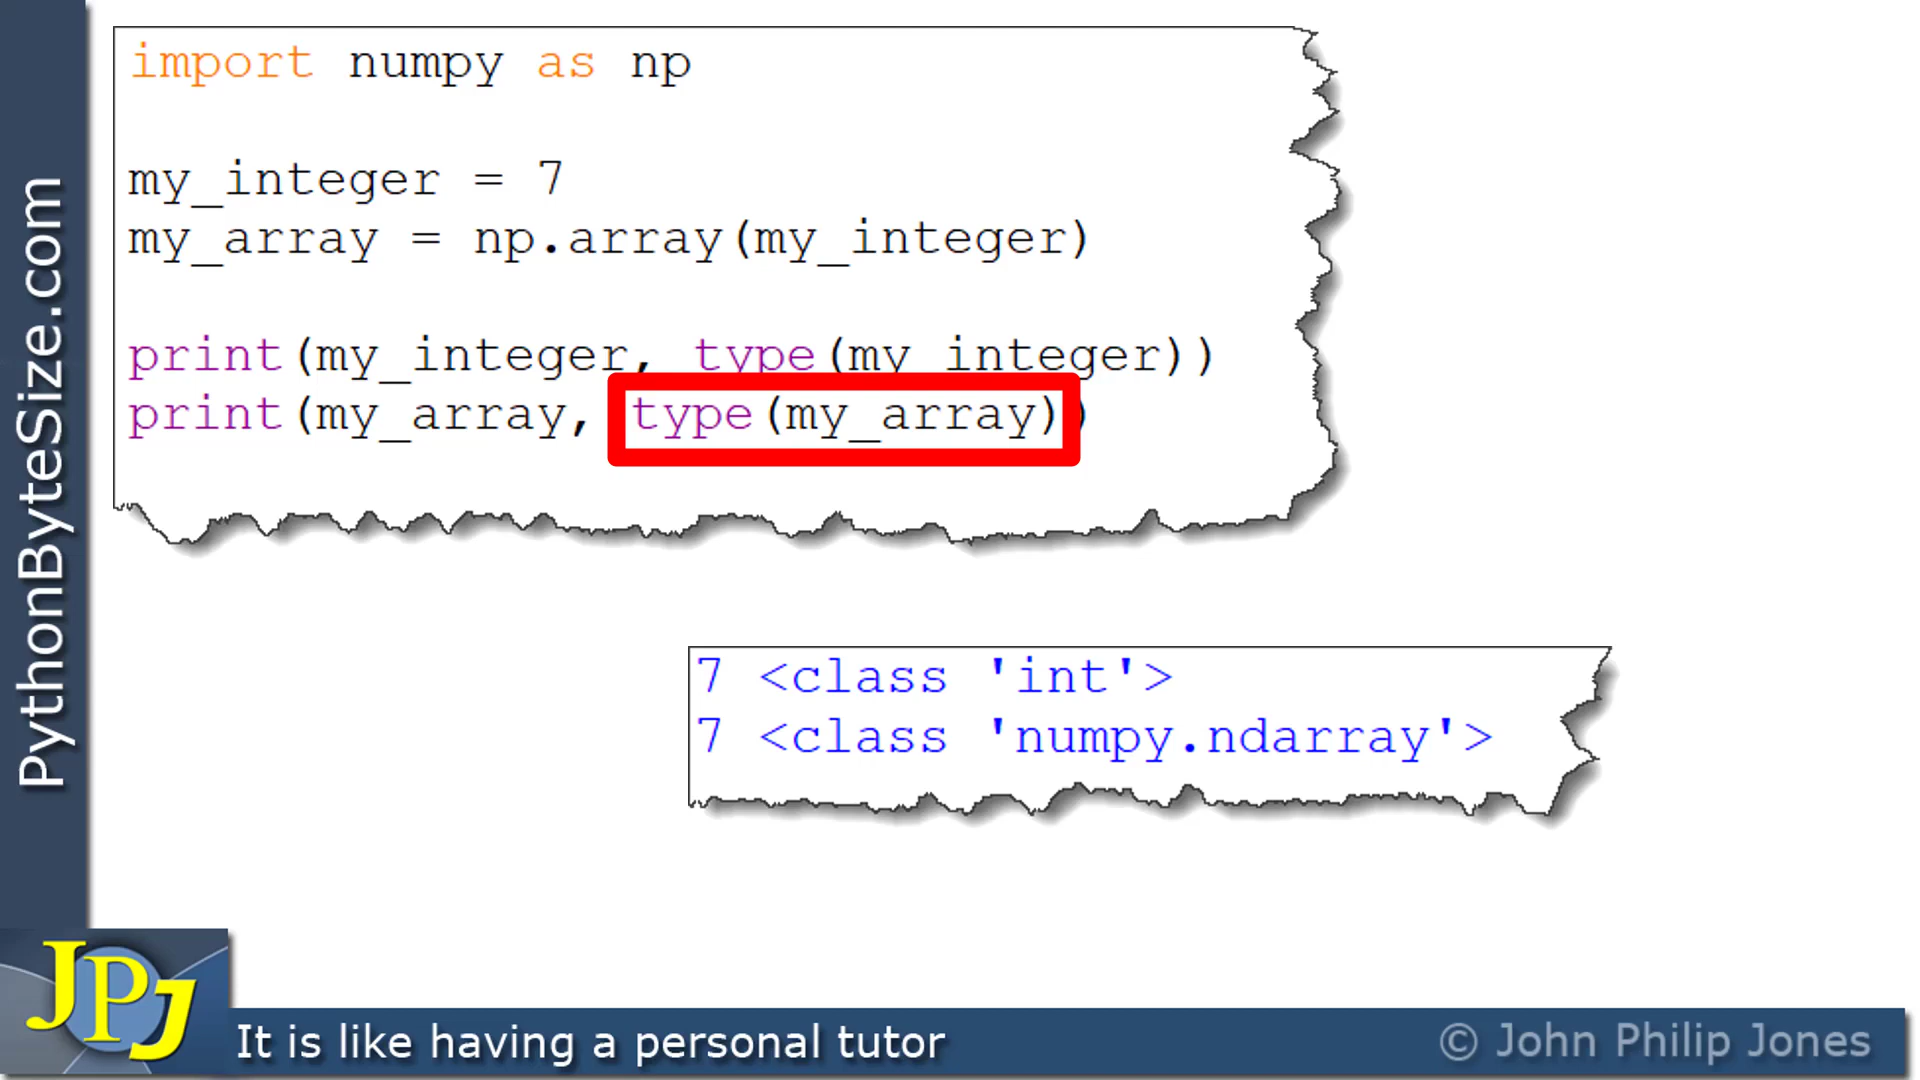 PythonByteSize.com
import numpy as np
my_integer = 7
my_array = np.array(my_integer)
print(my_integer, type(my_integer))
print(my_array, type(my_array))
7 <class 'int'>
7 <class 'numpy.ndarray'>
JPJ
It is like having a personal tutor
© John Philip Jones